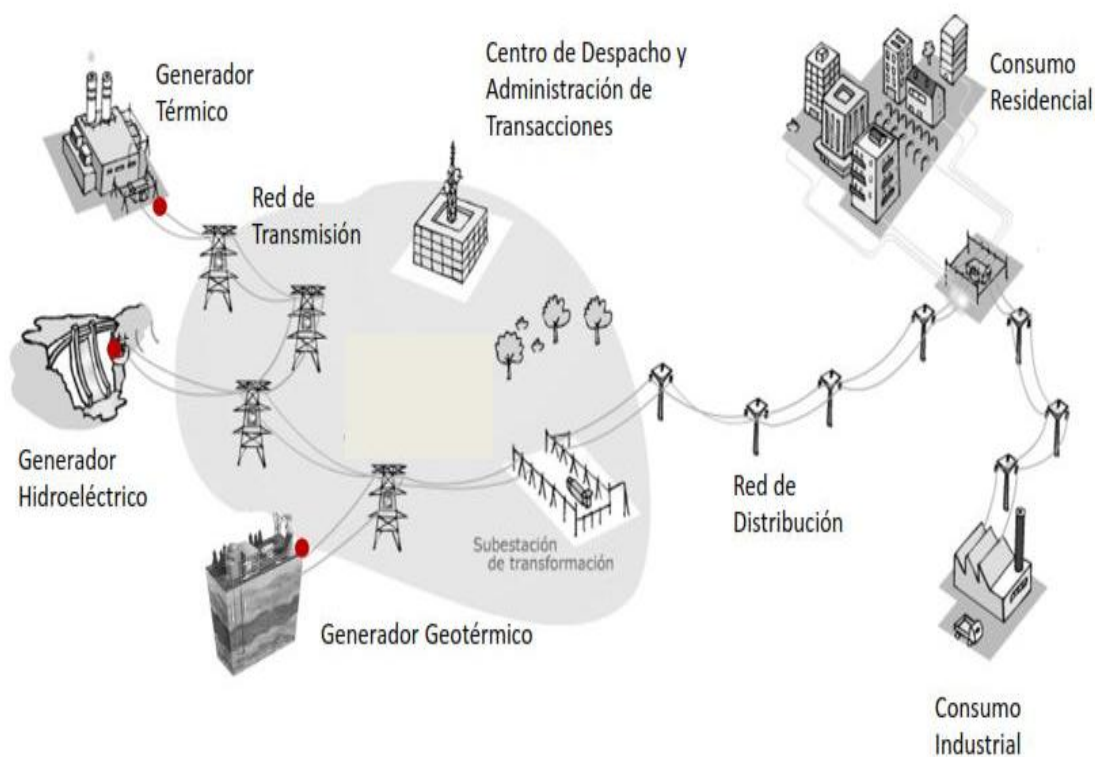 Generador
Térmico
Centro de Despacho y
Administración de
Transacciones
Consumo
Residencial
Red de
Transmisión
Generador
Hidroeléctrico
Red de
Distribución
Subestación
de transformación
Generador Geotérmico
Consumo
Industrial